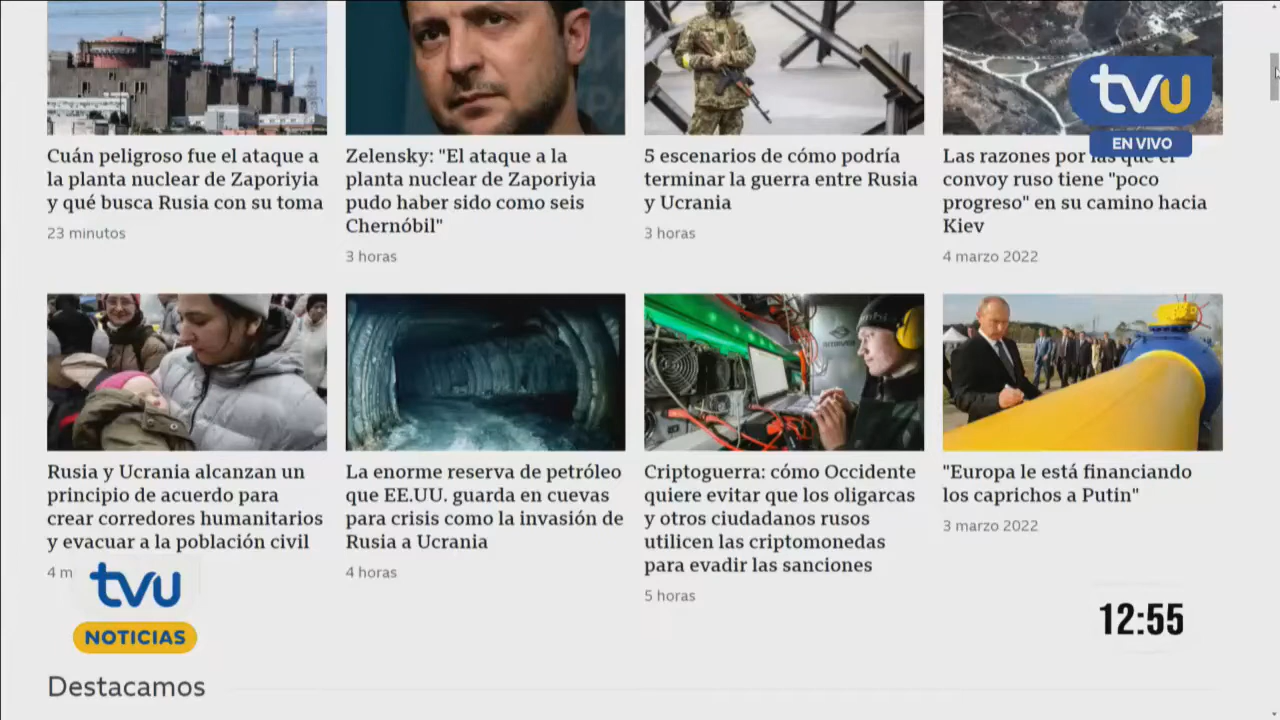 Cuán peligroso fue el ataque a
la planta nuclear de Zaporiyia
y qué busca Rusia con su toma
23 minutos
Zelensky: "El ataque a la
planta nuclear de Zaporiyia
pudo haber sido como seis
Chernóbil"
3 horas
5 escenarios de cómo podría
terminar la guerra entre Rusia
y Ucrania
3 horas
tvu
EN VIVO
Las razones por las que el
convoy ruso tiene "poco
progreso" en su camino hacia
Kiev
4 marzo 2022
Rusia y Ucrania alcanzan un
principio de acuerdo para
crear corredores humanitarios
y evacuar a la población civil
4 m
La enorme reserva de petróleo
que EE.UU. guarda en cuevas
para crisis como la invasión de
Rusia a Ucrania
4 horas
Criptoguerra: cómo Occidente
quiere evitar que los oligarcas
y otros ciudadanos rusos
utilicen las criptomonedas
para evadir las sanciones
5 horas
"Europa le está financiando
los caprichos a Putin"
3 marzo 2022
tvu
NOTICIAS
12:55
Destacamos